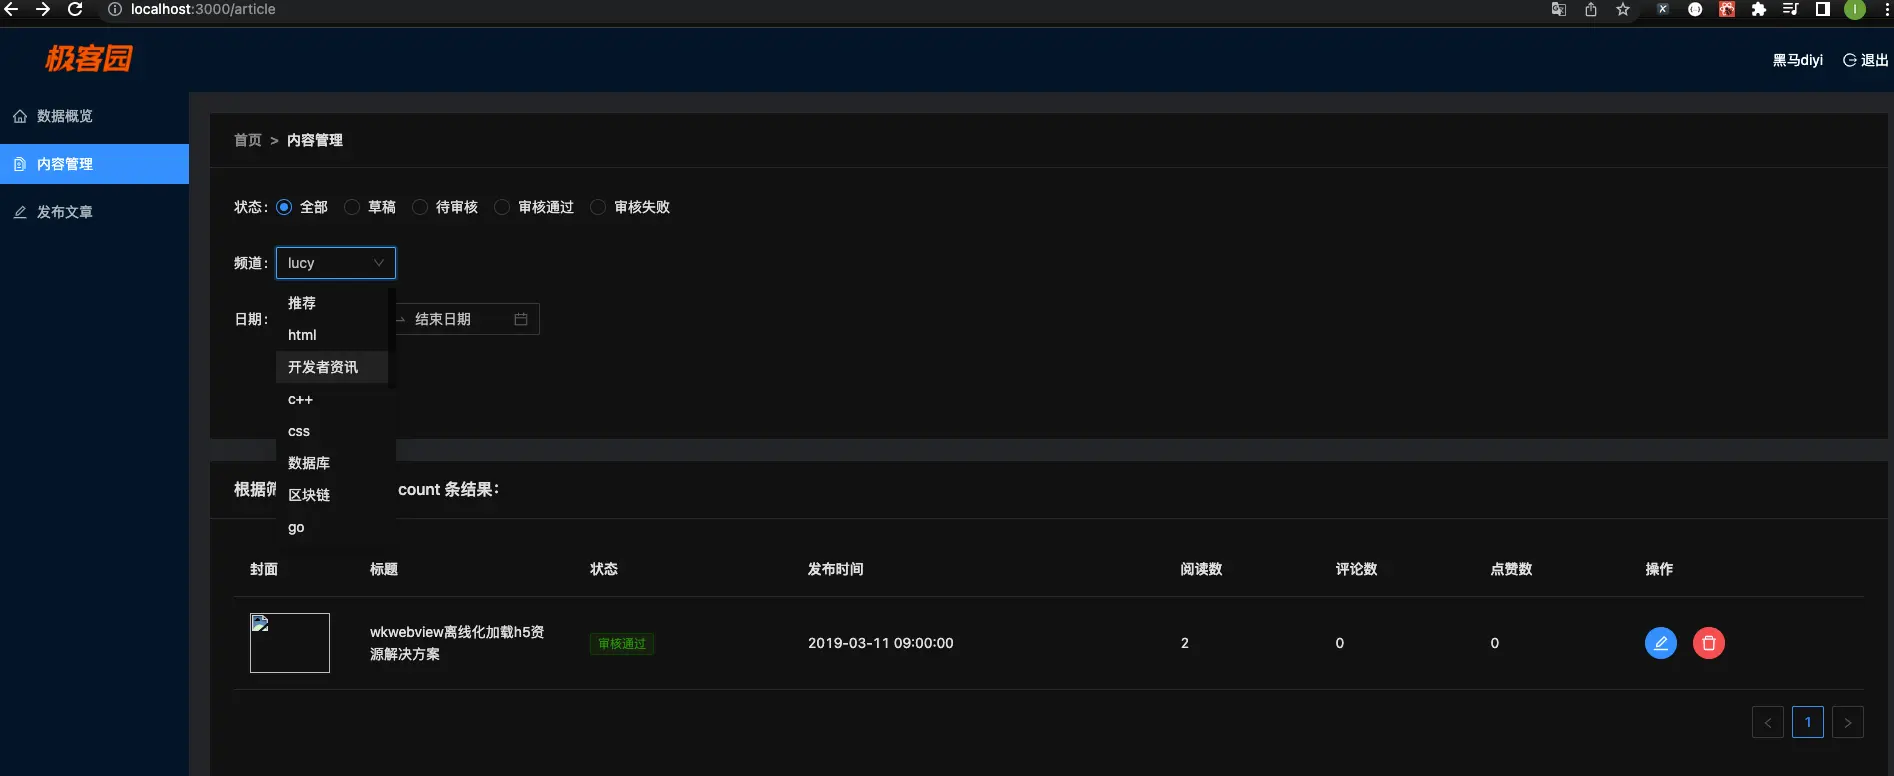 localhost:3000/article
极客园
黑马diyi 退出
数据概览
内容管理
发布文章
首页 > 内容管理
状态: 全部 草稿 待审核 审核通过 审核失败
频道: lucy
推荐
html
开发者资讯
c++
css
数据库
区块链
go
日期: → 结束日期
根据筛 count 条结果:
封面 标题 状态 发布时间 阅读数 评论数 点赞数 操作
wkwebview离线化加载h5资
源解决方案
审核通过 2019-03-11 09:00:00 2 0 0
< 1 >